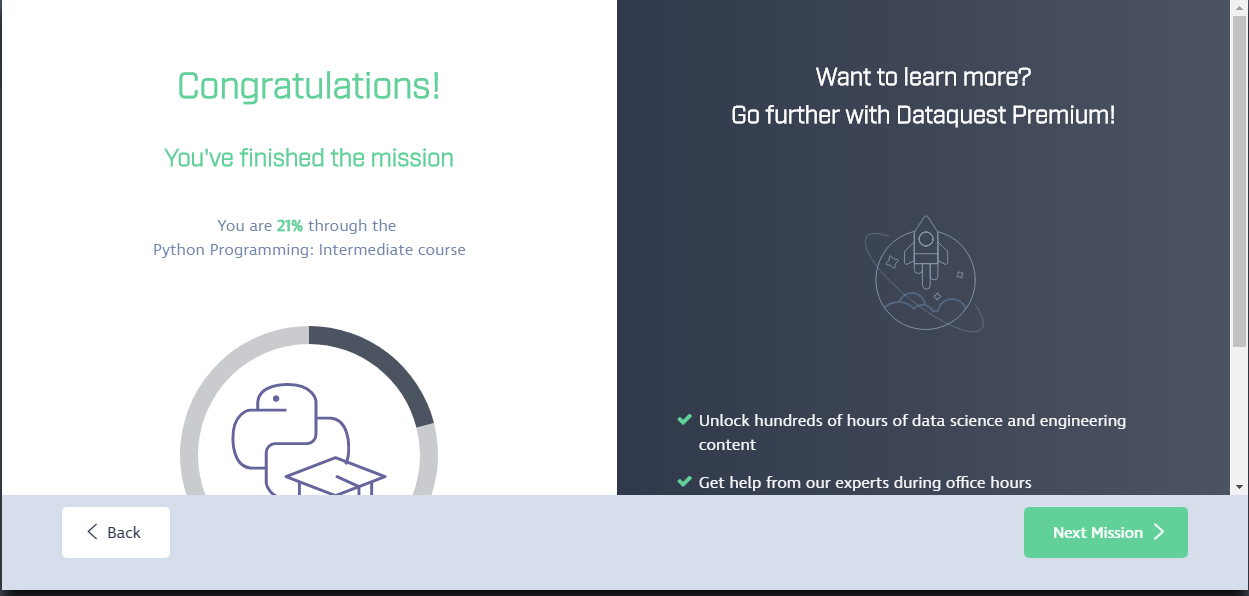 Congratulations!
You've finished the mission
You are 21% through the
Python Programming: Intermediate course
Want to learn more?
Go further with Dataquest Premium!
Unlock hundreds of hours of data science and engineering
content
Get help from our experts during office hours
Back
Next Mission